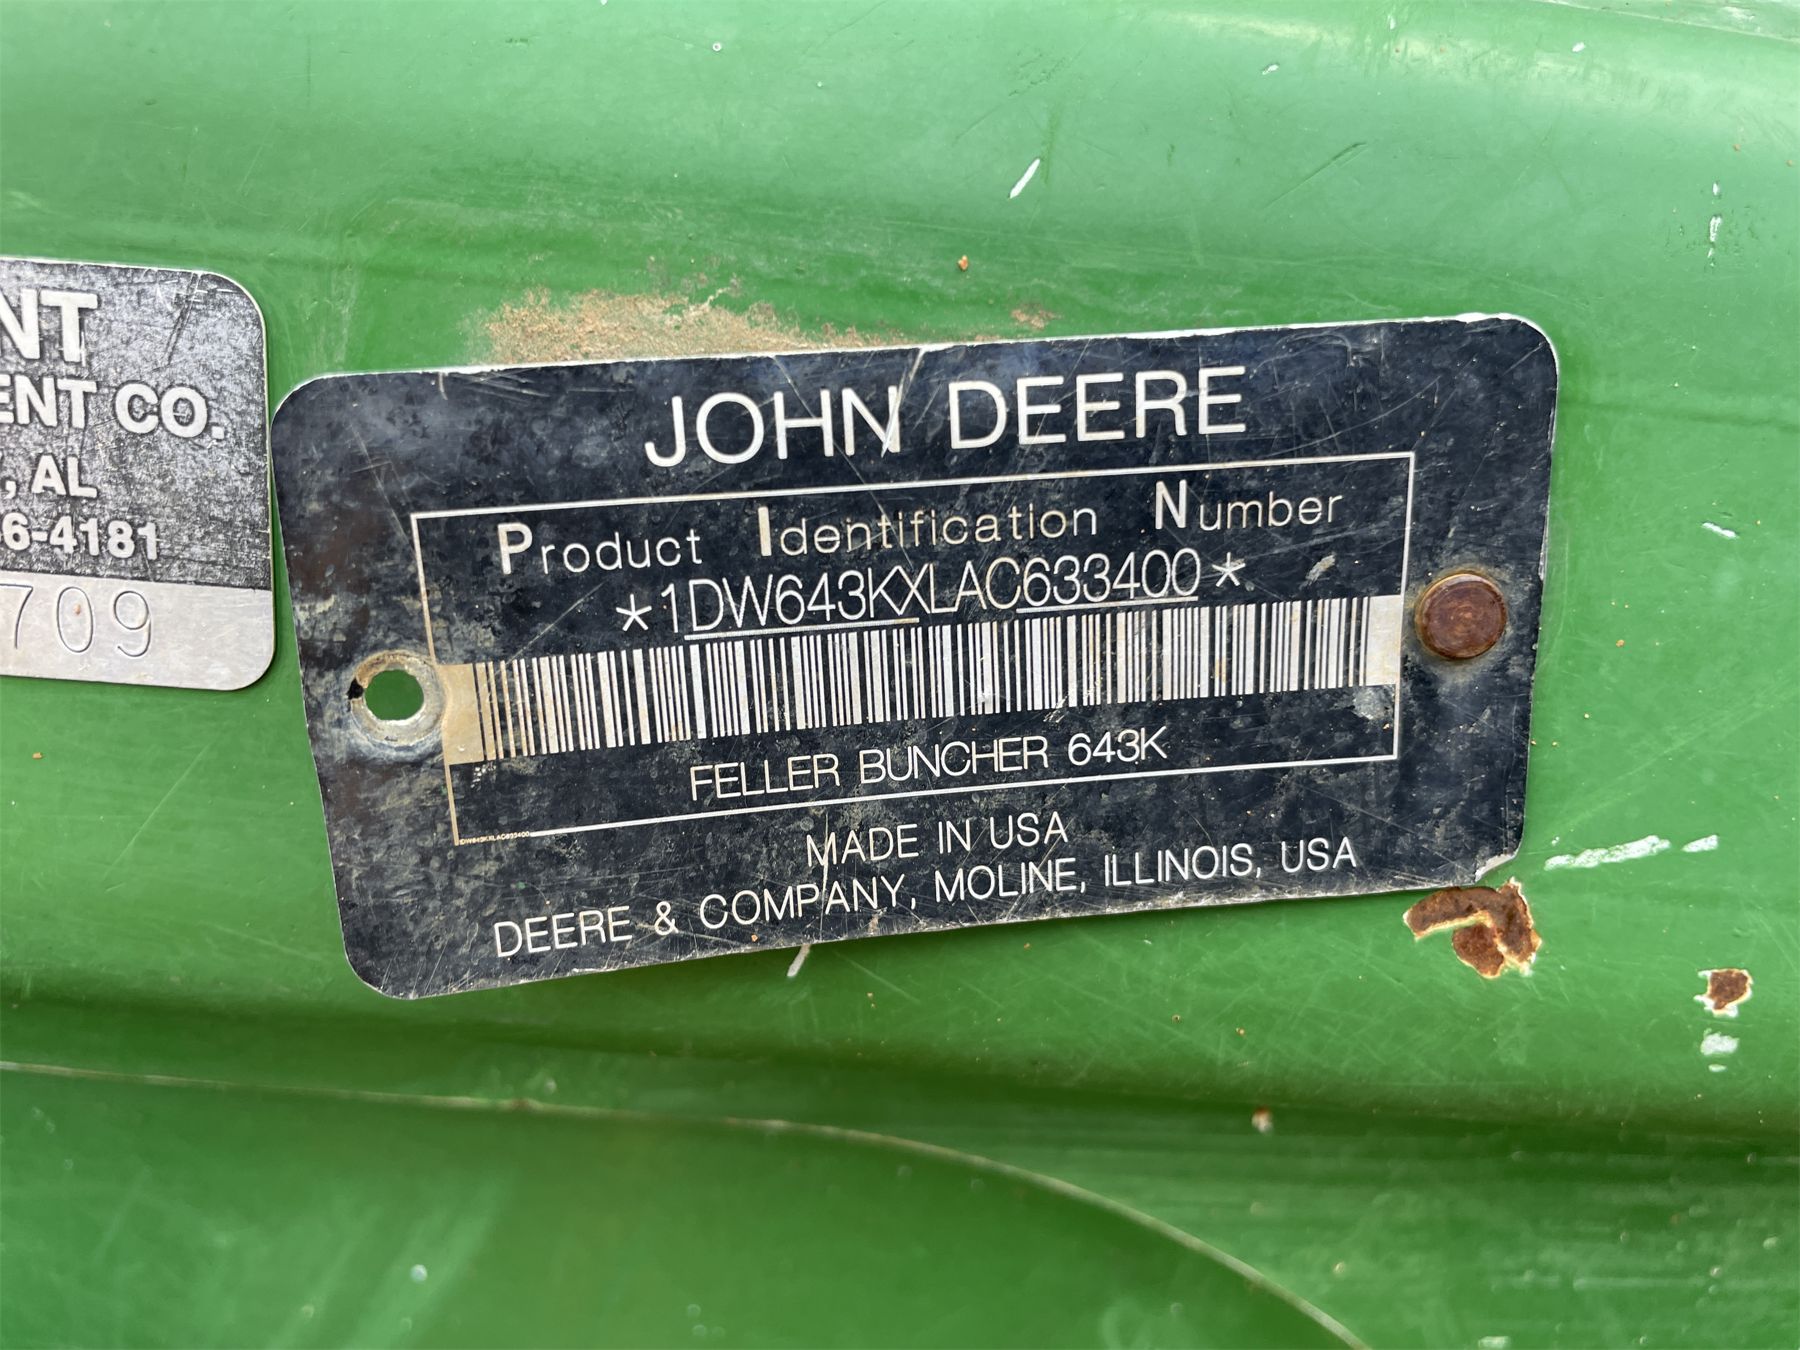 NT
ENT CO.
, AL
6-4181
709
JOHN DEERE
Product Identification Number
*1DW643KXLAC633400*
FELLER BUNCHER 643K
1DW643KXLAC633400
MADE IN USA
DEERE & COMPANY, MOLINE, ILLINOIS, USA